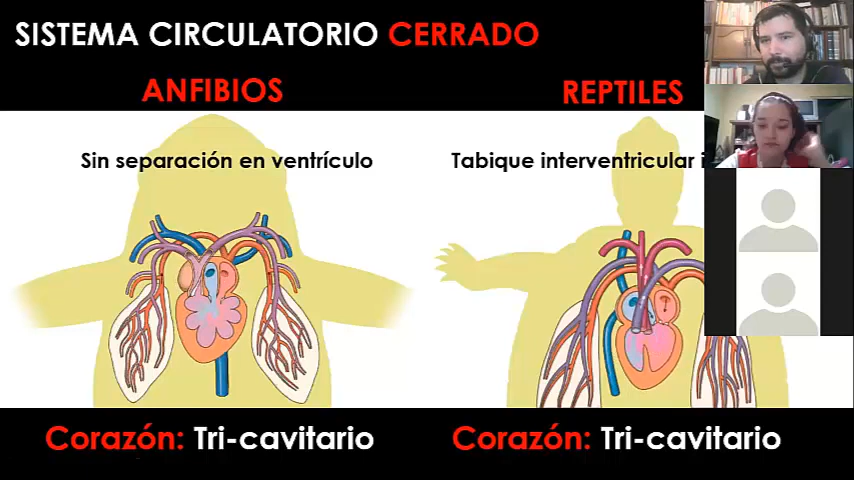 SISTEMA CIRCULATORIO CERRADO
ANFIBIOS
REPTILES
Sin separación en ventrículo
Tabique interventricular
Corazón: Tri-cavitario
Corazón: Tri-cavitario